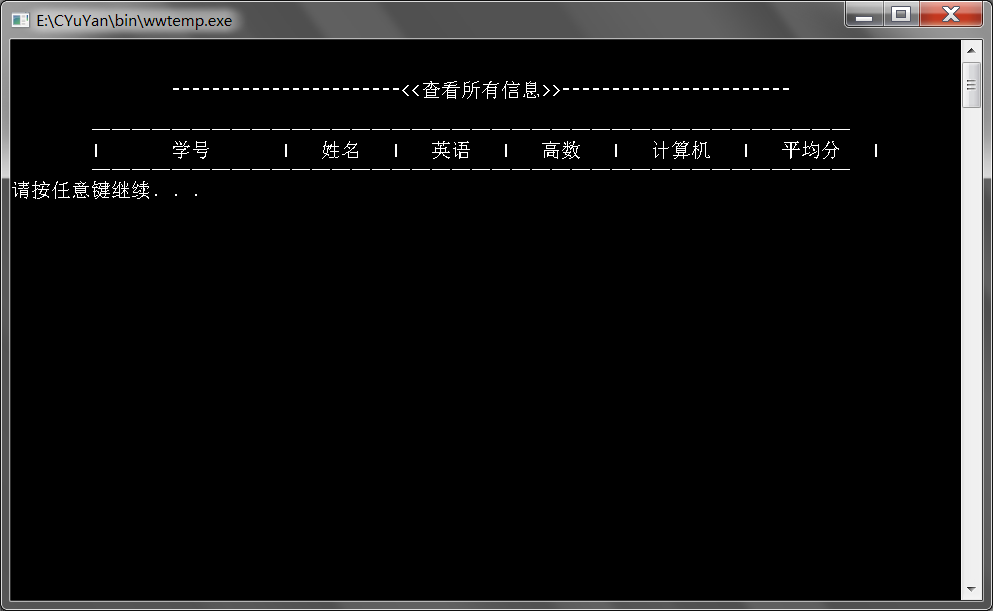 E:\CYuYan\bin\wwtemp.exe
-----------------------<<查看所有信息>>-----------------------
| 学号 | 姓名 | 英语 | 高数 | 计算机 | 平均分 |
请按任意键继续. . .